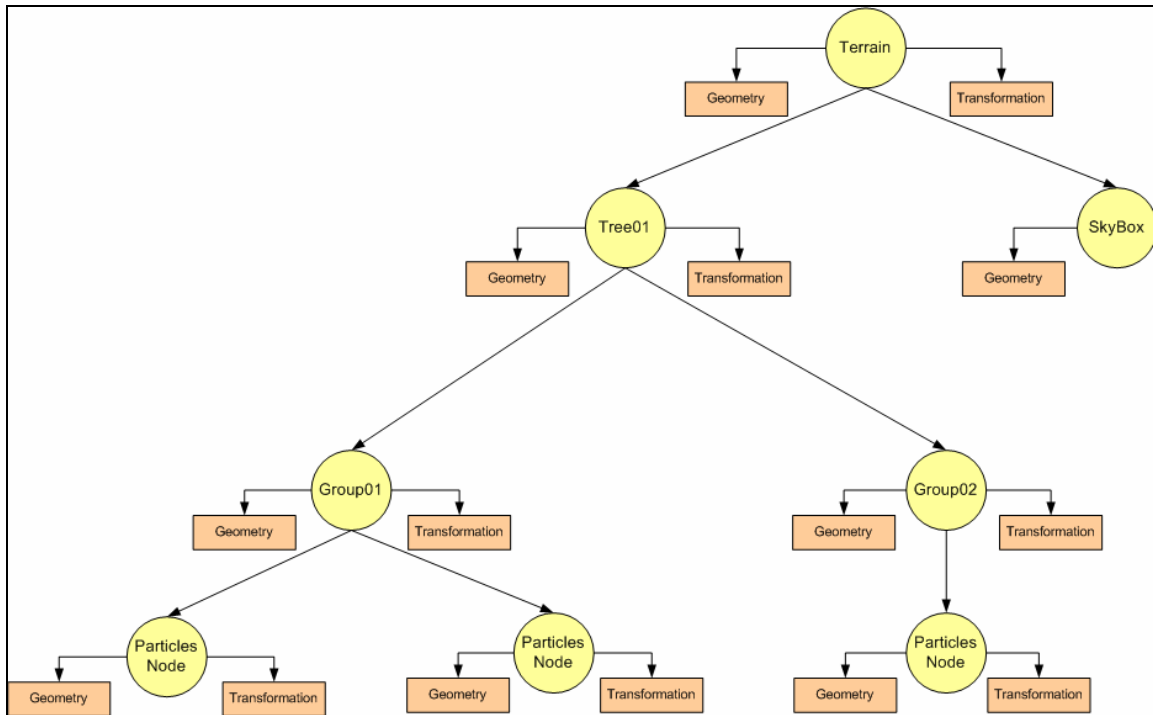 Terrain
Geometry
Transformation
Tree01
SkyBox
Geometry
Transformation
Geometry
Group01
Group02
Geometry
Transformation
Geometry
Transformation
Particles
Node
Particles
Node
Particles
Node
Geometry
Transformation
Geometry
Transformation
Geometry
Transformation